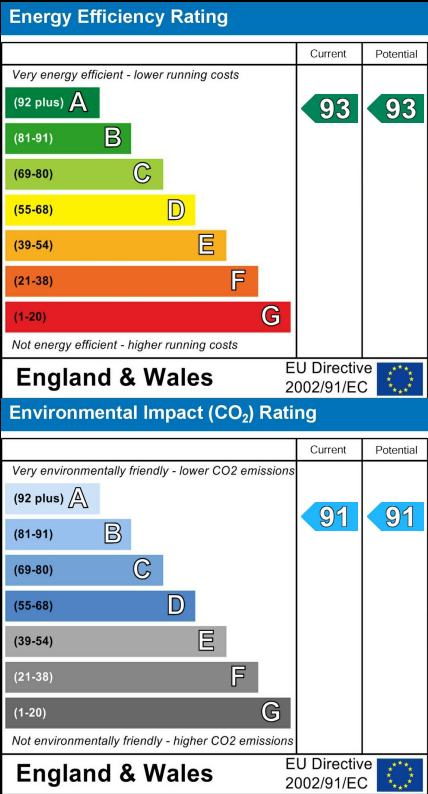 Energy Efficiency Rating
Current Potential
Very energy efficient - lower running costs
(92 plus) A
93 93
(81-91) B
(69-80) C
(55-68) D
(39-54) E
(21-38) F
(1-20) G
Not energy efficient - higher running costs
England & Wales
EU Directive
2002/91/EC
Environmental Impact (CO₂) Rating
Current Potential
Very environmentally friendly - lower CO2 emissions
(92 plus) A
(81-91) B
91 91
(69-80) C
(55-68) D
(39-54) E
(21-38) F
(1-20) G
Not environmentally friendly - higher CO2 emissions
England & Wales
EU Directive
2002/91/EC